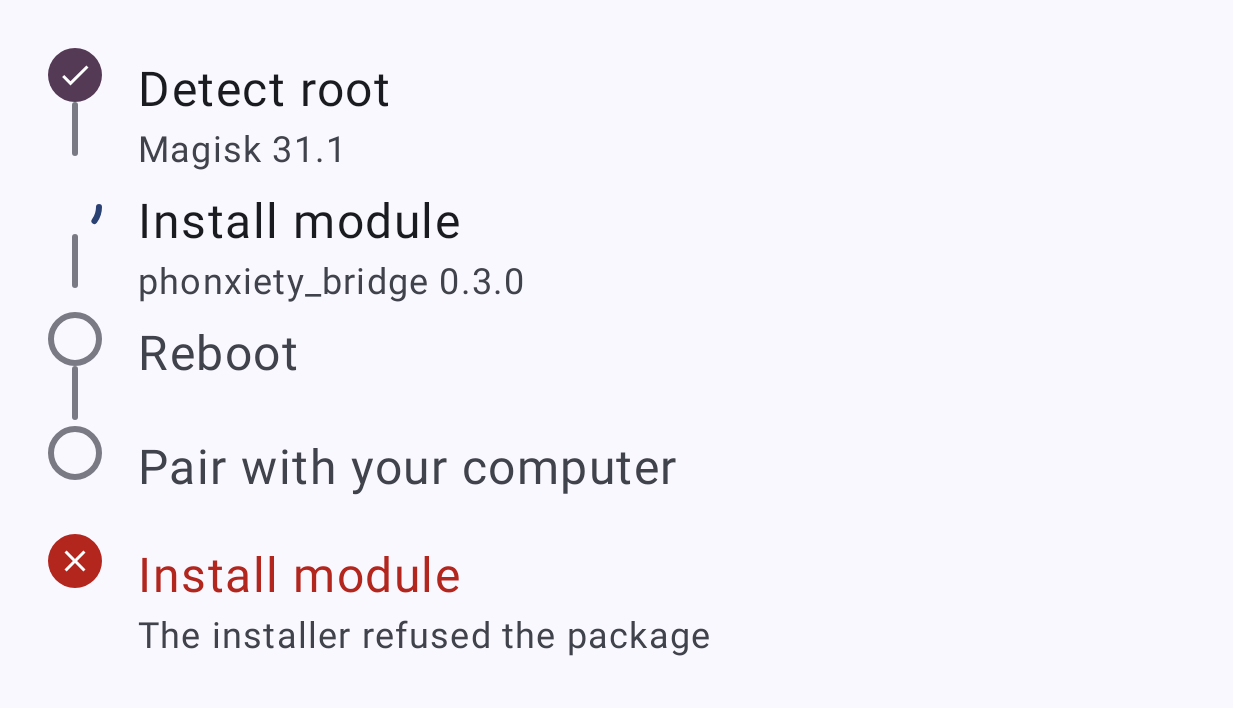 Detect root
Magisk 31.1
Install module
phonxiety_bridge 0.3.0
Reboot
Pair with your computer
Install module
The installer refused the package